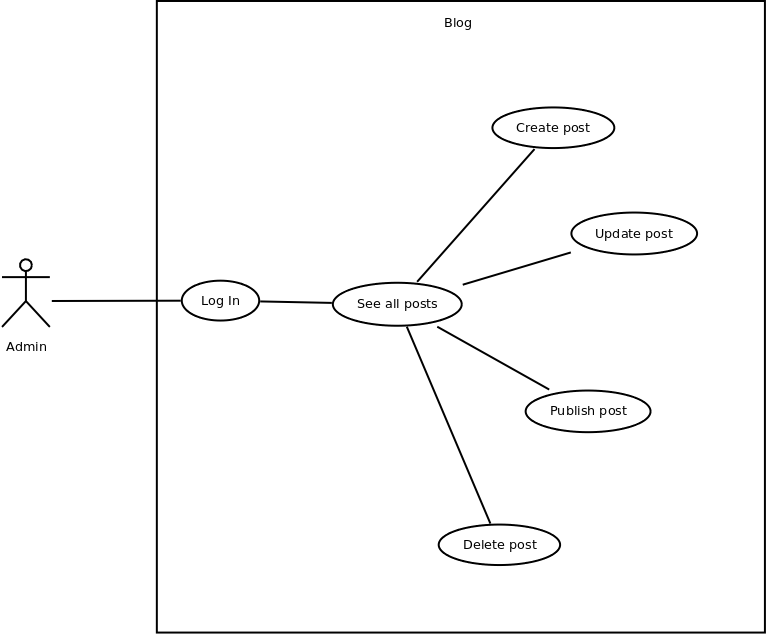 Blog
Create post
Update post
Log In
See all posts
Admin
Publish post
Delete post